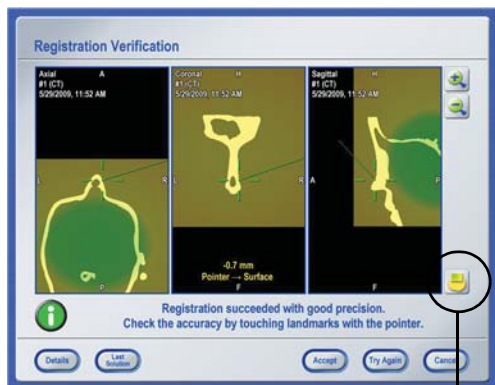 Registration Verification
Axial
#1 (CT)
5/29/2009, 11:52 AM
A
L
R
P
Coronal
#1 (CT)
5/29/2009, 11:52 AM
H
L
R
-0.7 mm
Pointer → Surface
F
Sagittal
#1 (CT)
5/29/2009, 11:52 AM
H
A
P
F
i
Registration succeeded with good precision.
Check the accuracy by touching landmarks with the pointer.
Details
Last
Solution
Accept
Try Again
Cancel